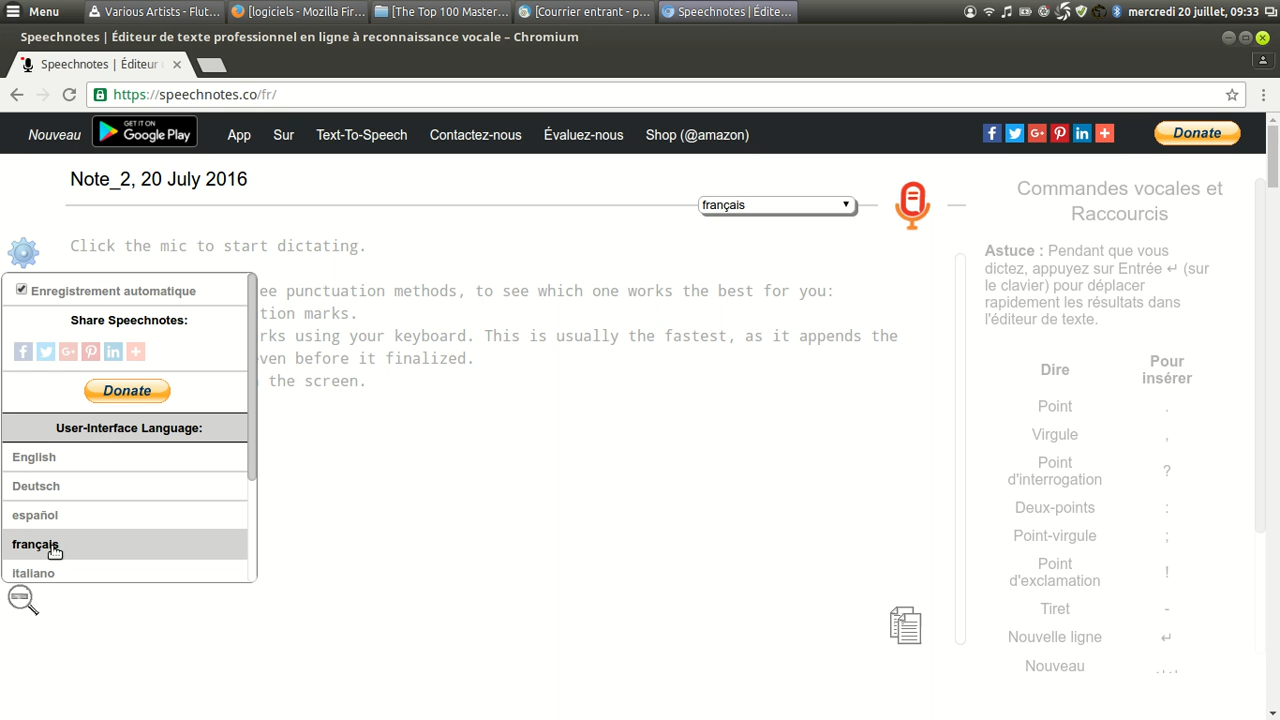 Menu
Various Artists - Flut...
[logiciels - Mozilla Fir...
[The Top 100 Master...
[Courrier entrant - p...
Speechnotes | Édite...
mercredi 20 juillet, 09:33
Speechnotes | Éditeur de texte professionnel en ligne à reconnaissance vocale – Chromium
Speechnotes | Éditeur
https://speechnotes.co/fr/
Nouveau
GET IT ON
Google Play
App
Sur
Text-To-Speech
Contactez-nous
Évaluez-nous
Shop (@amazon)
Donate
Note_2, 20 July 2016
français
Click the mic to start dictating.
ee punctuation methods, to see which one works the best for you:
tion marks.
rks using your keyboard. This is usually the fastest, as it appends the
even before it finalized.
the screen.
Enregistrement automatique
Share Speechnotes:
Donate
User-Interface Language:
English
Deutsch
español
français
italiano
Commandes vocales et
Raccourcis
Astuce : Pendant que vous
dictez, appuyez sur Entrée ↵ (sur
le clavier) pour déplacer
rapidement les résultats dans
l'éditeur de texte.
Dire
Pour
insérer
Point .
Virgule ,
Point
d'interrogation ?
Deux-points :
Point-virgule ;
Point
d'exclamation !
Tiret -
Nouvelle ligne ↵
Nouveau